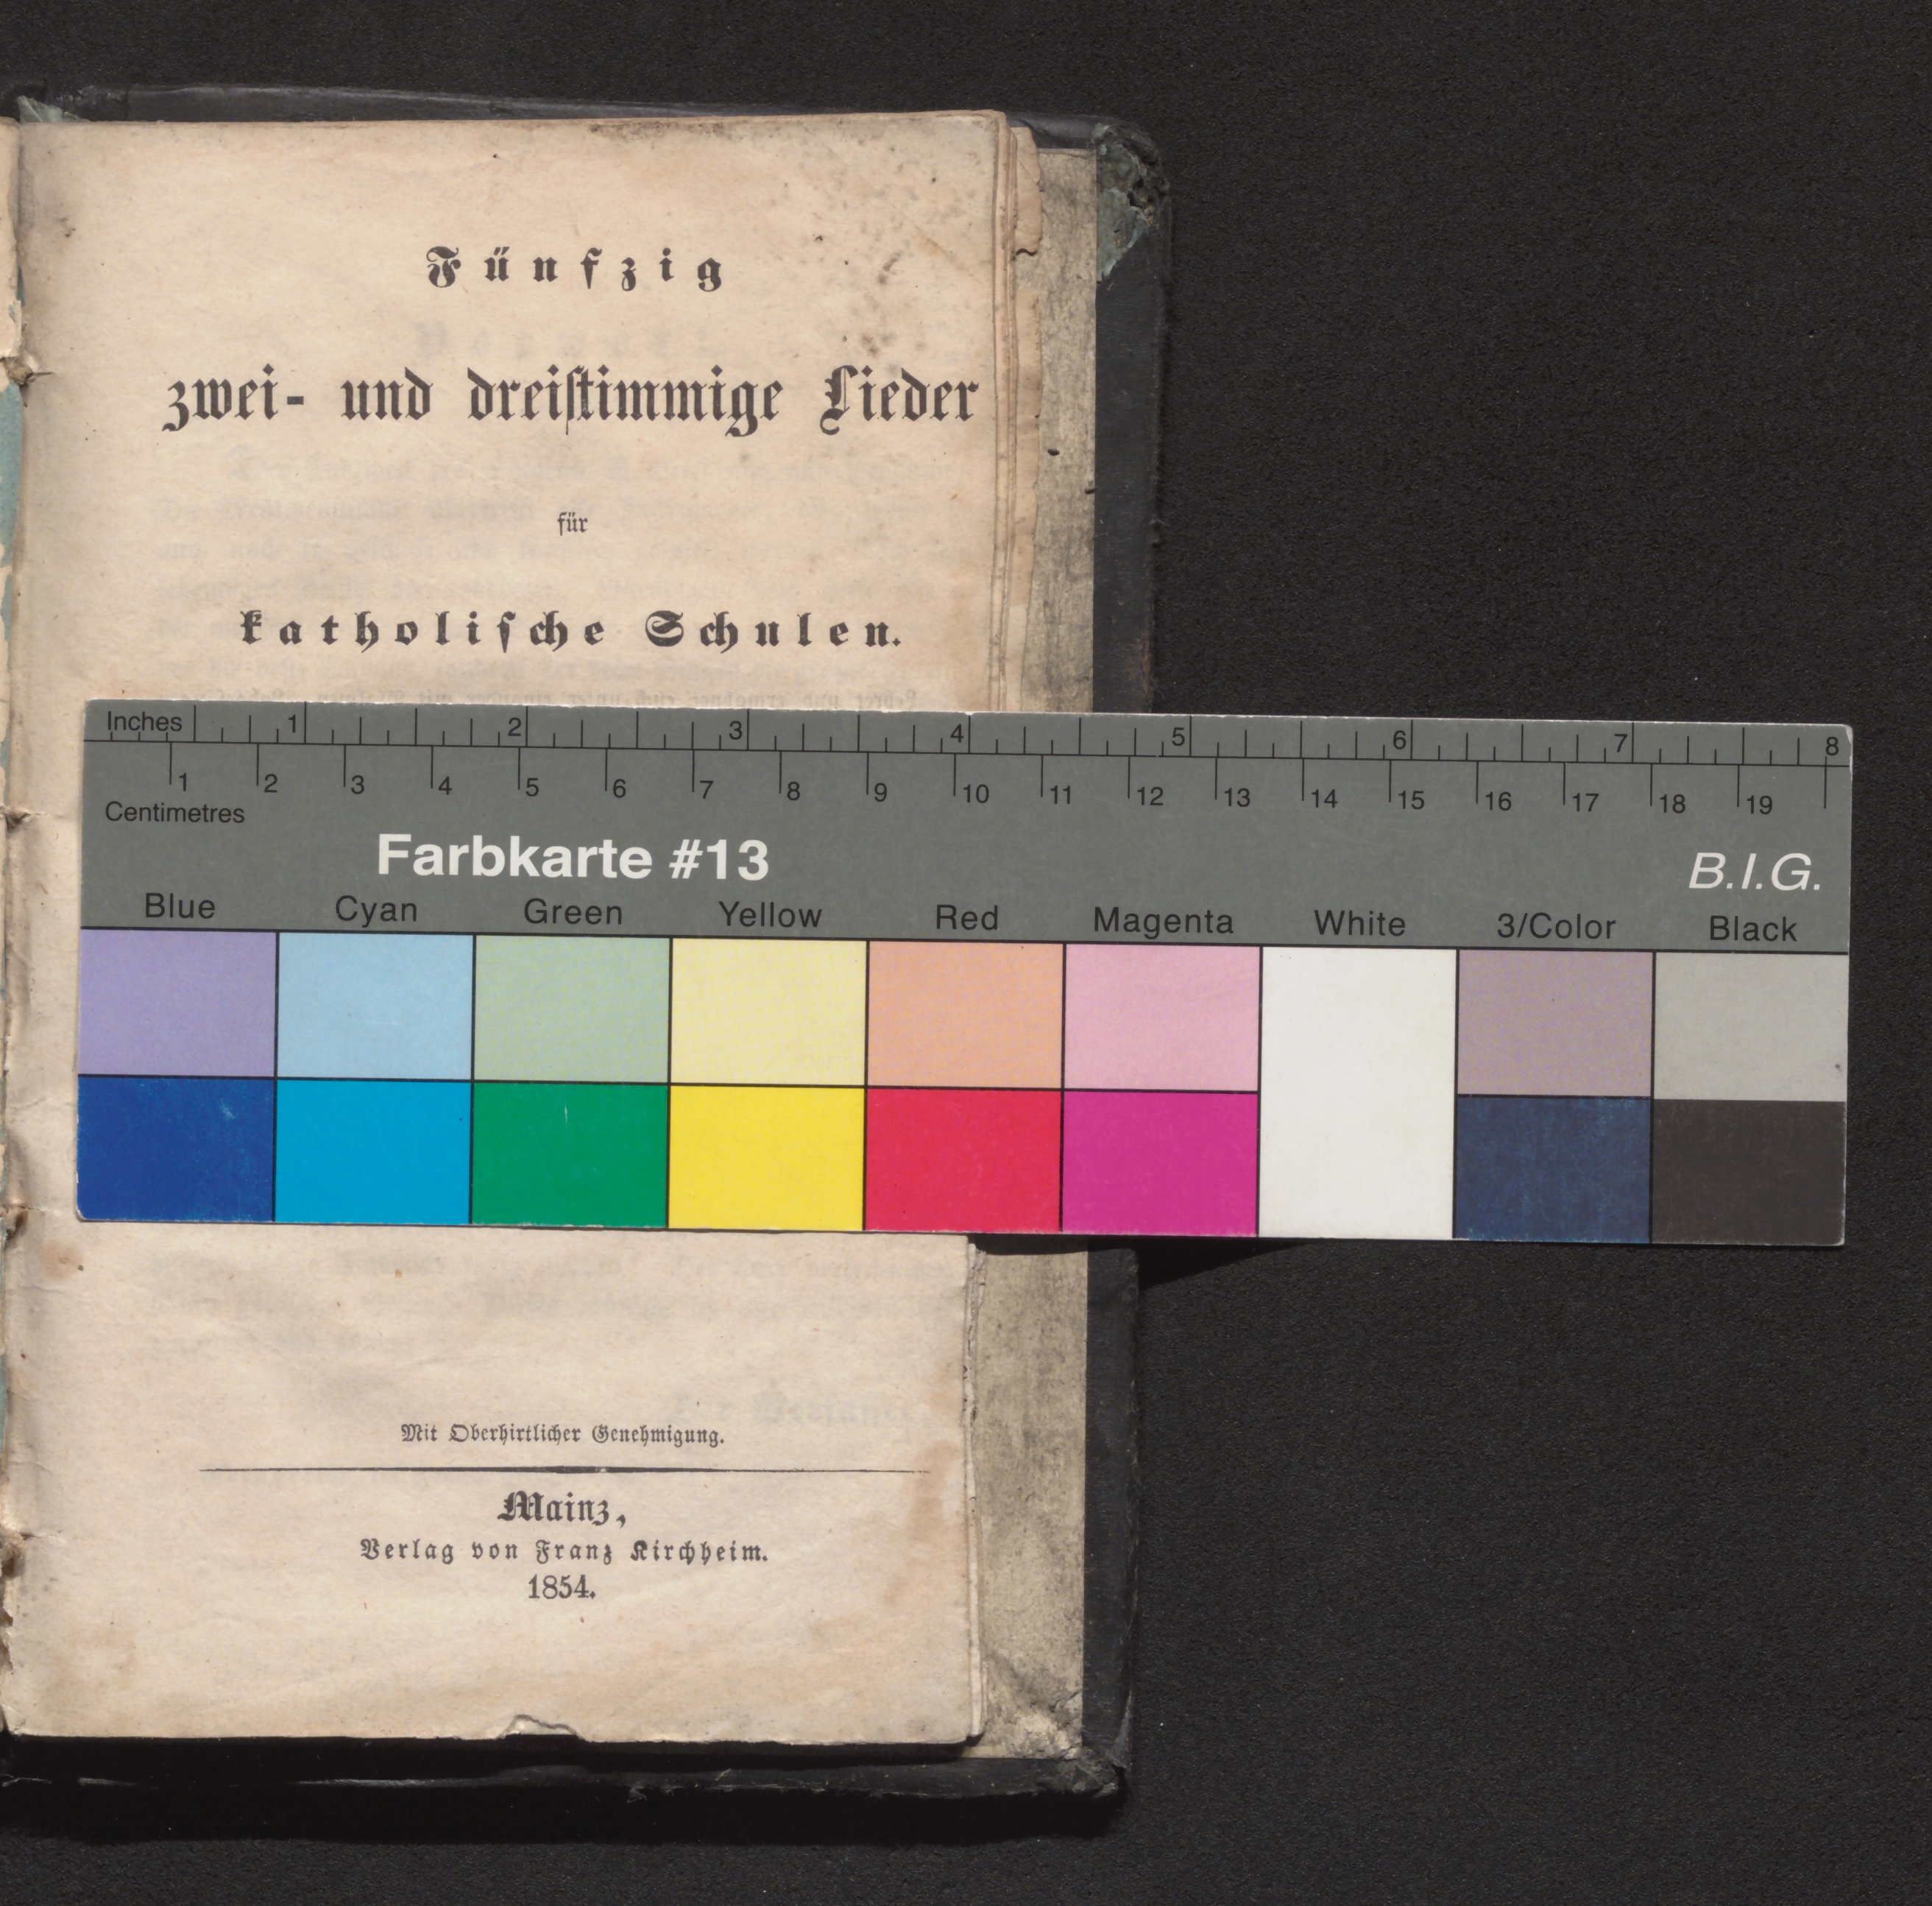 Fünfzig
zwei- und dreistimmige Lieder
für
katholische Schulen.
Inches 1 2 3 4 5 6 7 8
1 2 3 4 5 6 7 8 9 10 11 12 13 14 15 16 17 18 19
Centimetres
Farbkarte #13
B.I.G.
Blue Cyan Green Yellow Red Magenta White 3/Color Black
Mit Oberhirtlicher Genehmigung.
Mainz,
Verlag von Franz Kirchheim.
1854.